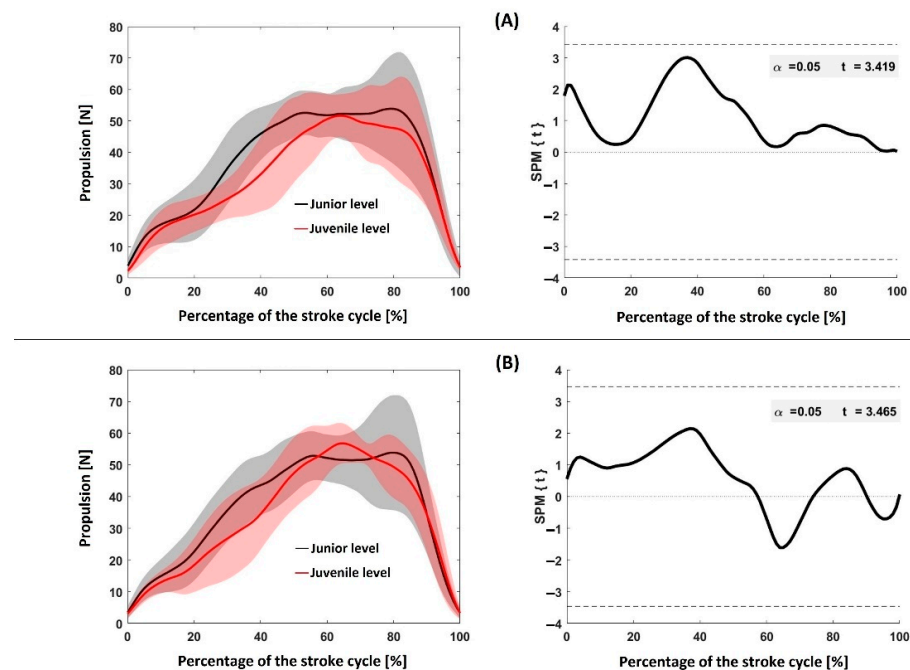 (A)
80
70
60
50
40
30
20
10
0
Propulsion [N]
Junior level
Juvenile level
0 20 40 60 80 100
Percentage of the stroke cycle [%]
4
3
2
1
0
−1
−2
−3
−4
SPM { t }
α =0.05 t = 3.419
0 20 40 60 80 100
Percentage of the stroke cycle [%]
(B)
80
70
60
50
40
30
20
10
0
Propulsion [N]
Junior level
Juvenile level
0 20 40 60 80 100
Percentage of the stroke cycle [%]
4
3
2
1
0
−1
−2
−3
−4
SPM { t }
α =0.05 t = 3.465
0 20 40 60 80 100
Percentage of the stroke cycle [%]